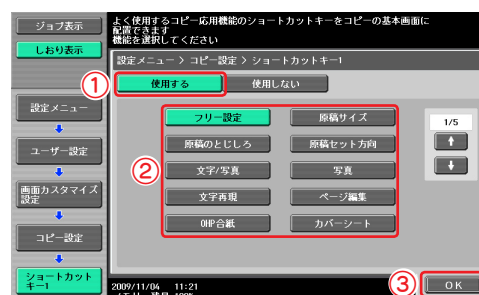 ジョブ表示
よく使用するコピー応用機能のショートカットキーをコピーの基本画面に
配置できます
機能を選択してください
しおり表示
設定メニュー > コピー設定 > ショートカットキー1
①
使用する
使用しない
設定メニュー
フリー設定
原稿サイズ
1/5
原稿のとじしろ
原稿セット方向
ユーザー設定
②
文字/写真
写真
画面カスタマイズ
設定
文字再現
ページ編集
コピー設定
OHP合紙
カバーシート
ショートカット
キー1
2009/11/04 11:21
③
OK